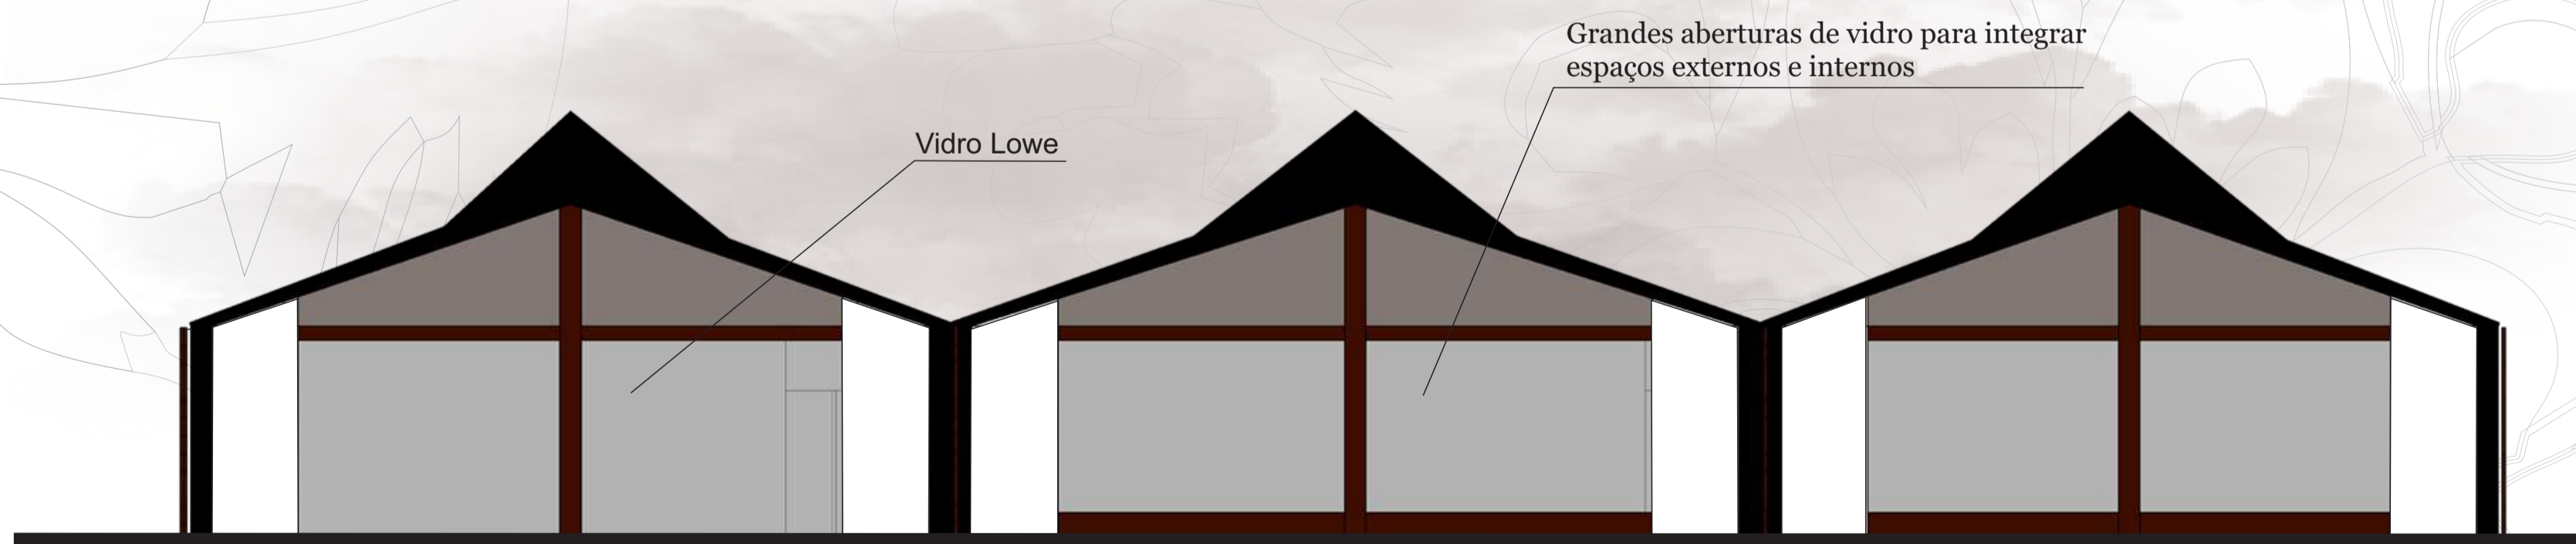 Grandes aberturas de vidro para integrar
espaços externos e internos
Vidro Lowe